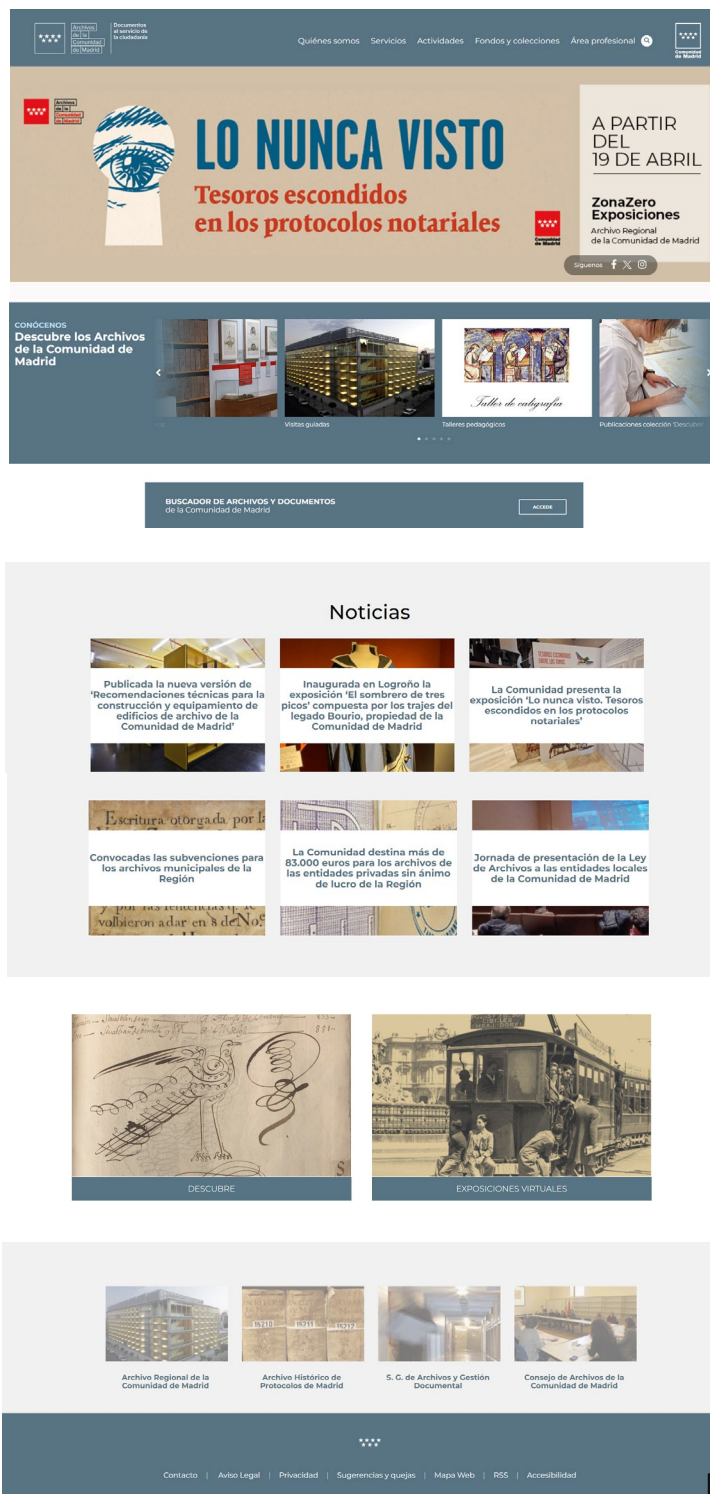 Archivos
de la
Comunidad
de Madrid
Documentos
al servicio de
la ciudadanía
Quiénes somos Servicios Actividades Fondos y colecciones Área profesional
Comunidad
de Madrid
Archivos
de la
Comunidad
de Madrid
LO NUNCA VISTO
Tesoros escondidos
en los protocolos notariales
Comunidad
de Madrid
A PARTIR
DEL
19 DE ABRIL
ZonaZero
Exposiciones
Archivo Regional
de la Comunidad de Madrid
Síguenos
CONÓCENOS
Descubre los Archivos
de la Comunidad de
Madrid
Taller de caligrafía
Visitas guiadas
Talleres pedagógicos
Publicaciones colección 'Descubre'
BUSCADOR DE ARCHIVOS Y DOCUMENTOS
de la Comunidad de Madrid
ACCEDE
Noticias
Publicada la nueva versión de
‘Recomendaciones técnicas para la
construcción y equipamiento de
edificios de archivo de la
Comunidad de Madrid’
Inaugurada en Logroño la
exposición ‘El sombrero de tres
picos’ compuesta por los trajes del
legado Bourio, propiedad de la
Comunidad de Madrid
La Comunidad presenta la
exposición ‘Lo nunca visto. Tesoros
escondidos en los protocolos
notariales’
Escritura otorgada por la
Convocadas las subvenciones para
los archivos municipales de la
Región
volbieron adar en 8 de No
La Comunidad destina más de
83.000 euros para los archivos de
las entidades privadas sin ánimo
de lucro de la Región
Jornada de presentación de la Ley
de Archivos a las entidades locales
de la Comunidad de Madrid
S
DESCUBRE
EXPOSICIONES VIRTUALES
15210 15211 15212
Archivo Regional de la
Comunidad de Madrid
Archivo Histórico de
Protocolos de Madrid
S. G. de Archivos y Gestión
Documental
Consejo de Archivos de la
Comunidad de Madrid
Contacto | Aviso Legal | Privacidad | Sugerencias y quejas | Mapa Web | RSS | Accesibilidad